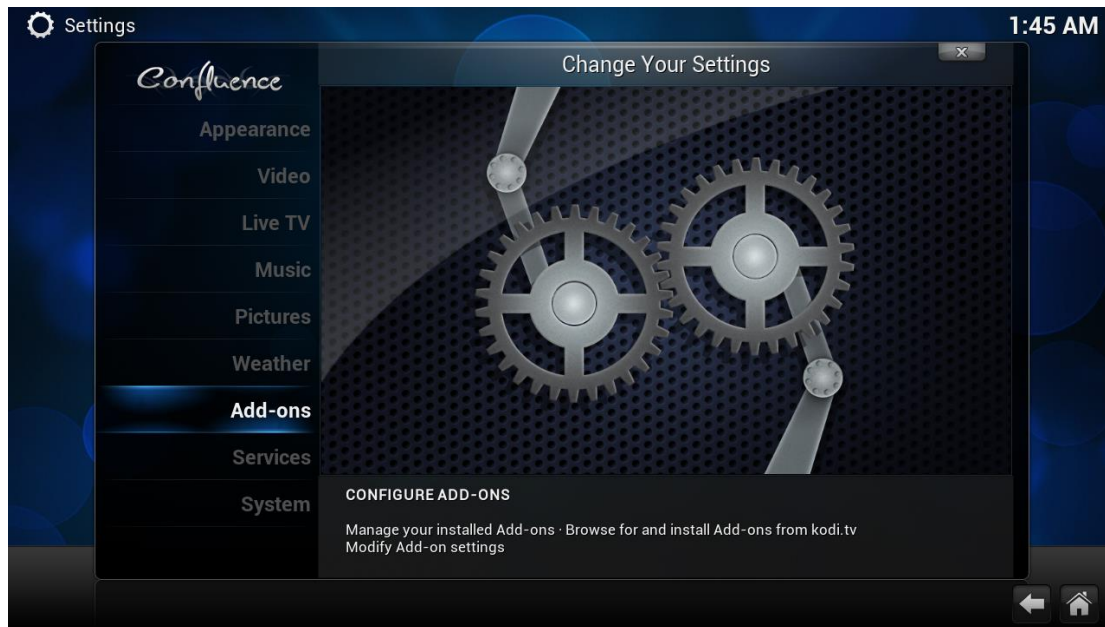 Settings
1:45 AM
Confluence
Change Your Settings
X
Appearance
Video
Live TV
Music
Pictures
Weather
Add-ons
Services
System
CONFIGURE ADD-ONS
Manage your installed Add-ons · Browse for and install Add-ons from kodi.tv
Modify Add-on settings